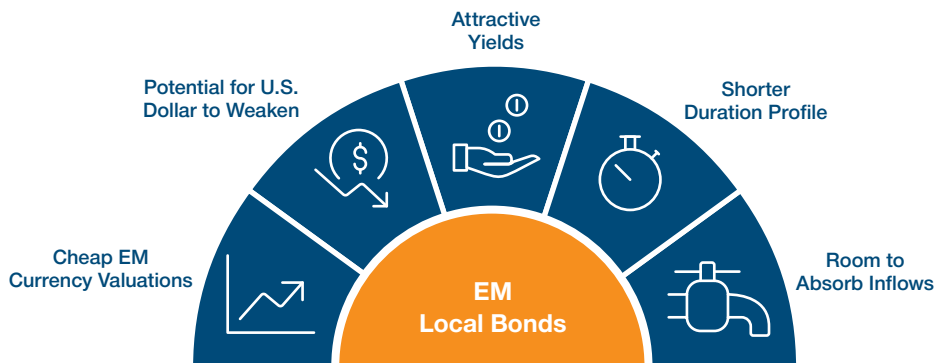 Attractive
Yields
Potential for U.S.
Dollar to Weaken
$
Shorter
Duration Profile
Cheap EM
Currency Valuations
Room to
Absorb Inflows
EM
Local Bonds